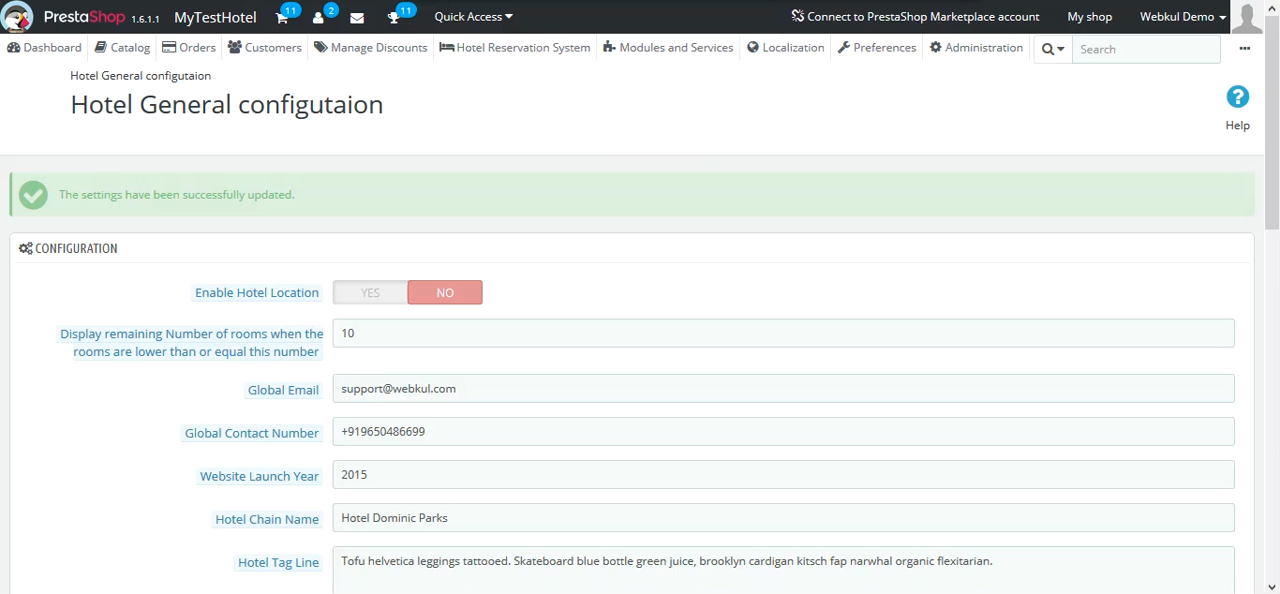 PrestaShop 1.6.1.1 MyTestHotel 11 2 11 Quick Access Connect to PrestaShop Marketplace account My shop Webkul Demo
Dashboard Catalog Orders Customers Manage Discounts Hotel Reservation System Modules and Services Localization Preferences Administration Search
Hotel General configutaion
Hotel General configutaion
?
Help
The settings have been successfully updated.
CONFIGURATION
Enable Hotel Location YES NO
Display remaining Number of rooms when the
rooms are lower than or equal this number
10
Global Email support@webkul.com
Global Contact Number +919650486699
Website Launch Year 2015
Hotel Chain Name Hotel Dominic Parks
Hotel Tag Line Tofu helvetica leggings tattooed. Skateboard blue bottle green juice, brooklyn cardigan kitsch fap narwhal organic flexitarian.